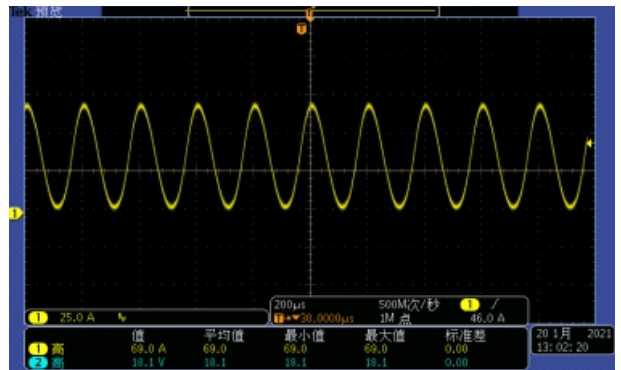 Tek 预览
T
T
1
200μs 500M次/秒 1 /
1 25.0 A T→▼30.0000μs 1M 点 46.0 A
值 平均值 最小值 最大值 标准差
1 高 69.0 A 69.0 69.0 69.0 0.00
2 高 18.1 V 18.1 18.1 18.1 0.00
20 1月 2021
13:02:20